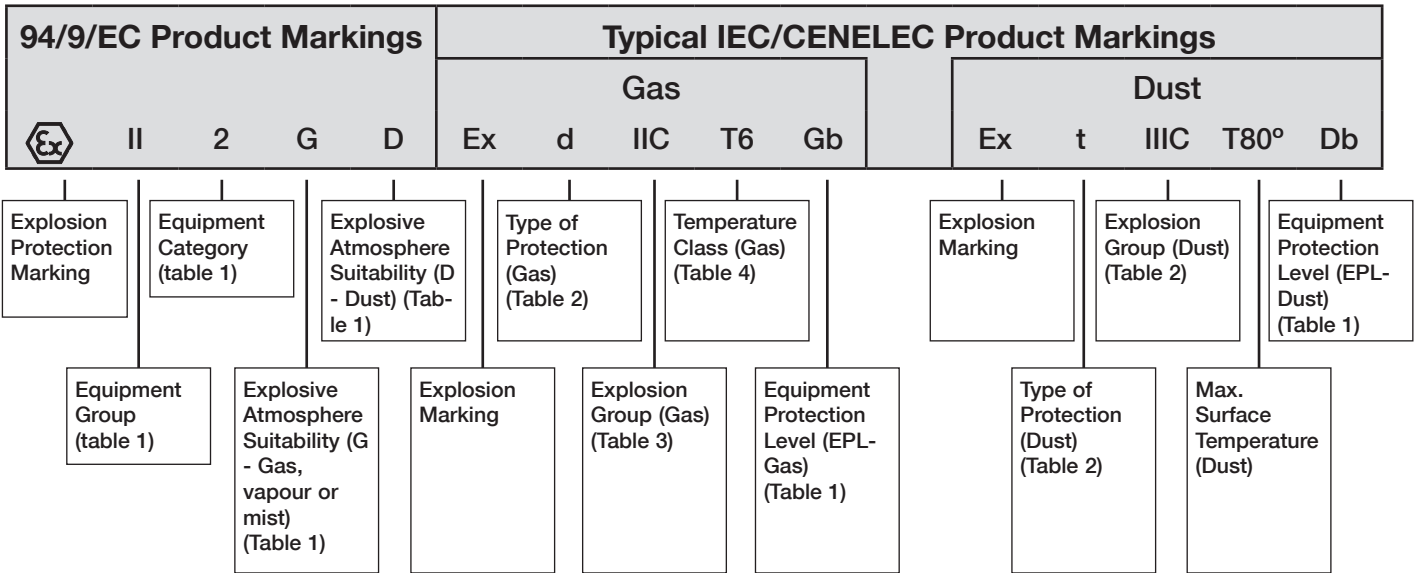 94/9/EC Product Markings
Typical IEC/CENELEC Product Markings
Gas
Dust
Ex II 2 G D Ex d IIC T6 Gb Ex t IIIC T80º Db
Explosion
Protection
Marking
Equipment
Category
(table 1)
Explosive
Atmosphere
Suitability (D
- Dust) (Tab-
le 1)
Type of
Protection
(Gas)
(Table 2)
Temperature
Class (Gas)
(Table 4)
Explosion
Marking
Explosion
Group (Dust)
(Table 2)
Equipment
Protection
Level (EPL-
Dust)
(Table 1)
Equipment
Group
(table 1)
Explosive
Atmosphere
Suitability (G
- Gas,
vapour or
mist)
(Table 1)
Explosion
Marking
Explosion
Group (Gas)
(Table 3)
Equipment
Protection
Level (EPL-
Gas)
(Table 1)
Type of
Protection
(Dust)
(Table 2)
Max.
Surface
Temperature
(Dust)